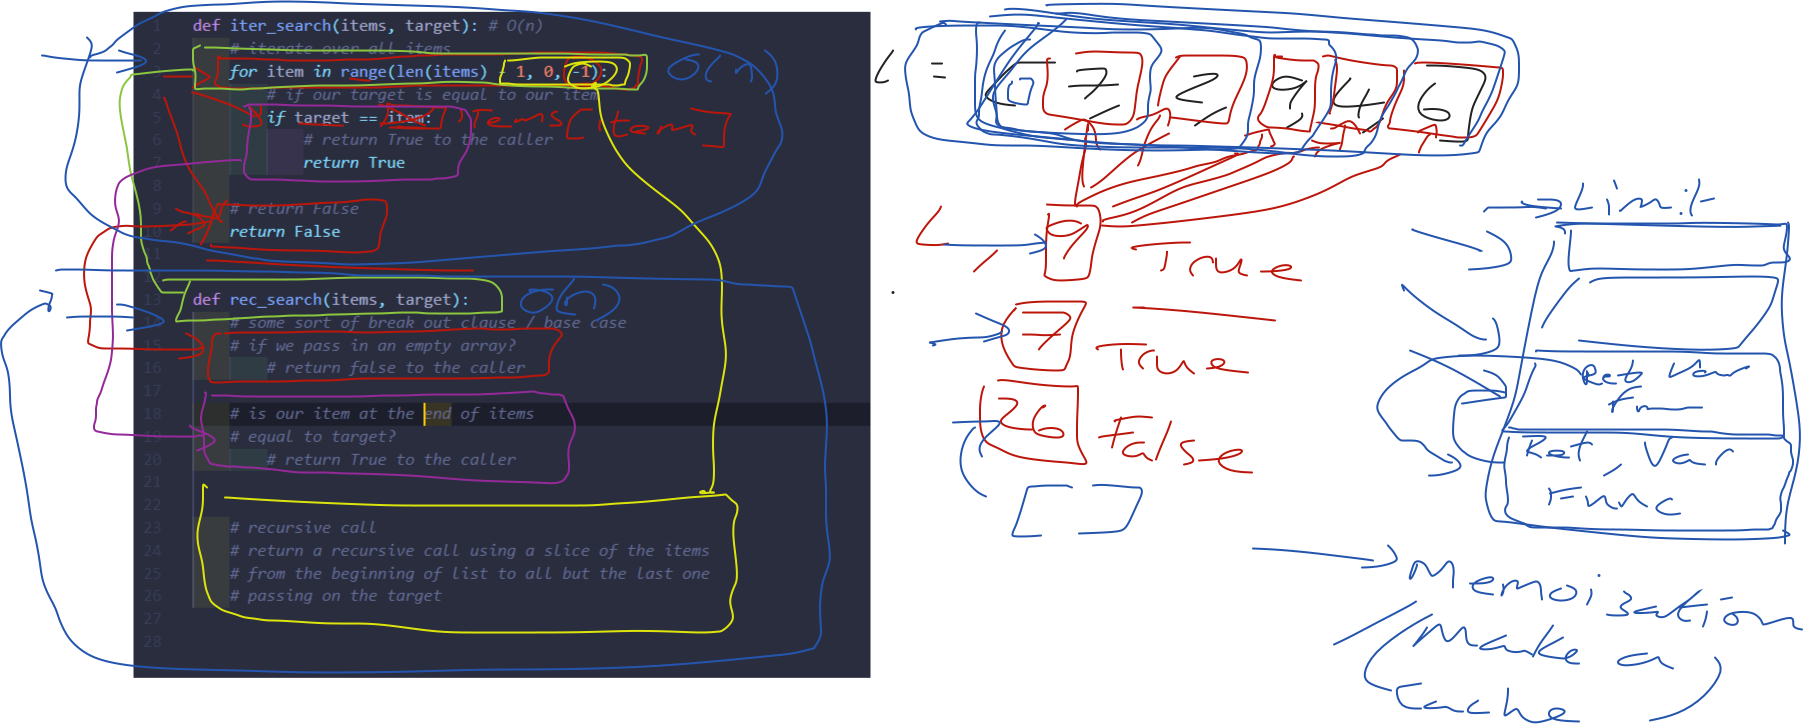 1 def iter_search(items, target): # O(n)
2 # iterate over all items
for item in range(len(items) - 1, 0, -1):
O(n)
4 # if our target is equal to our item
5 if target == item:
items[item]
6 # return True to the caller
7 return True
8
9 # return False
10 return False
11
13 def rec_search(items, target):
O(n)
14 # some sort of break out clause / base case
15 # if we pass in an empty array?
16 # return false to the caller
17
18 # is our item at the end of items
19 # equal to target?
20 # return True to the caller
21
22
23 # recursive call
24 # return a recursive call using a slice of the items
25 # from the beginning of list to all but the last one
26 # passing on the target
27
28
L = [ 7, 2, 9, 4, 6 ]
9 True
7 True
26 False
Limit
Ret Var
Fn
Ret, Var
Func
Memoisation
Make a
Cache